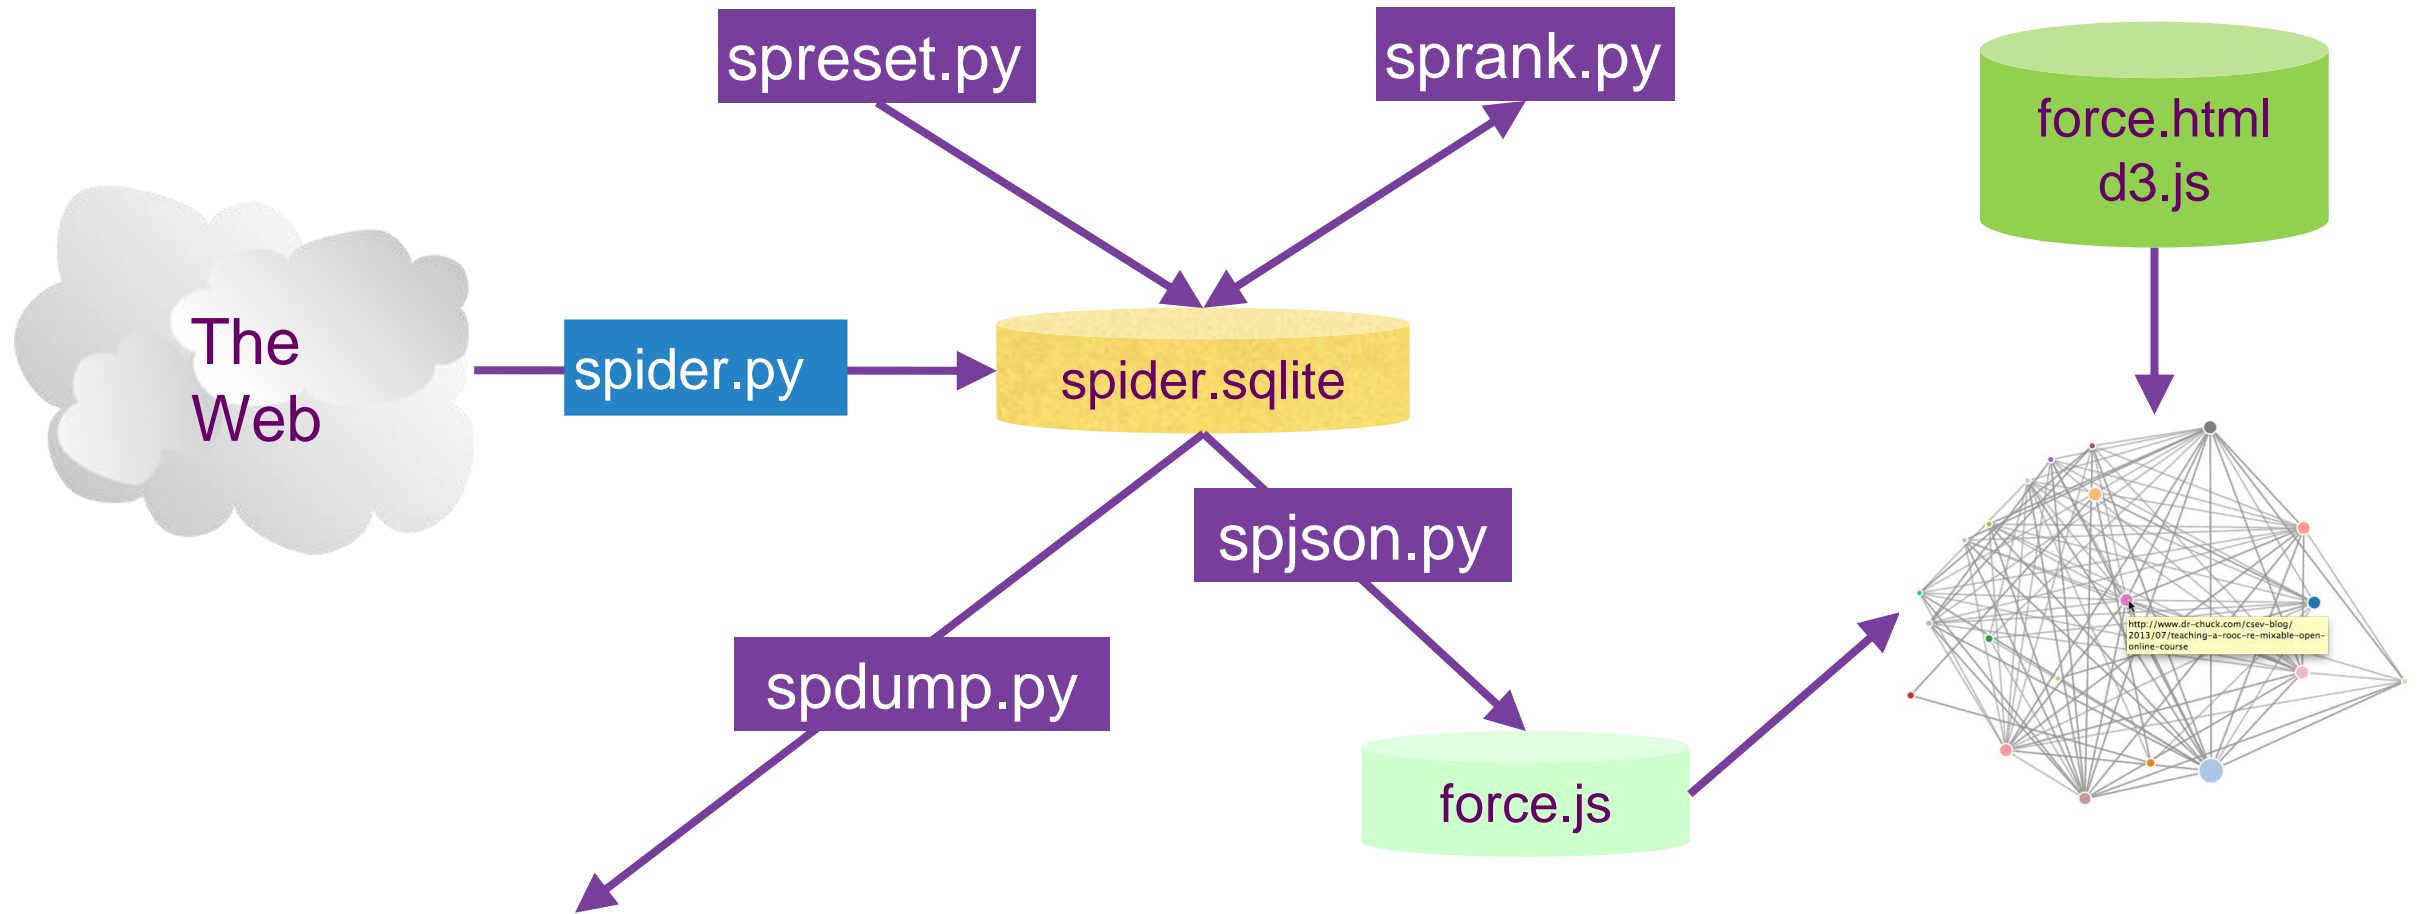 spreset.py
sprank.py
force.html
d3.js
The
Web
spider.py
spider.sqlite
spjson.py
spdump.py
force.js
http://www.dr-chuck.com/csev-blog/
2013/07/teaching-a-rooc-re-mixable-open-
online-course